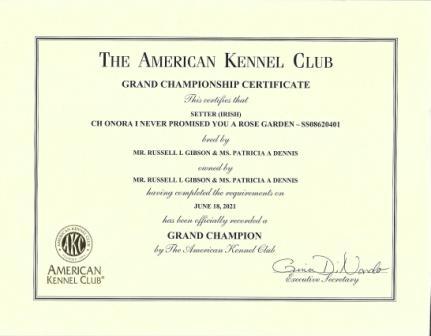 THE AMERICAN KENNEL CLUB
GRAND CHAMPIONSHIP CERTIFICATE
This certifies that
SETTER (IRISH)
CH ONORA I NEVER PROMISED YOU A ROSE GARDEN – SS08620401
bred by
MR. RUSSELL L GIBSON & MS. PATRICIA A DENNIS
owned by
MR. RUSSELL L GIBSON & MS. PATRICIA A DENNIS
having completed the requirements on
JUNE 18, 2021
has been officially recorded a
GRAND CHAMPION
by The American Kennel Club
AKC
AMERICAN
KENNEL CLUB®
Executive Secretary